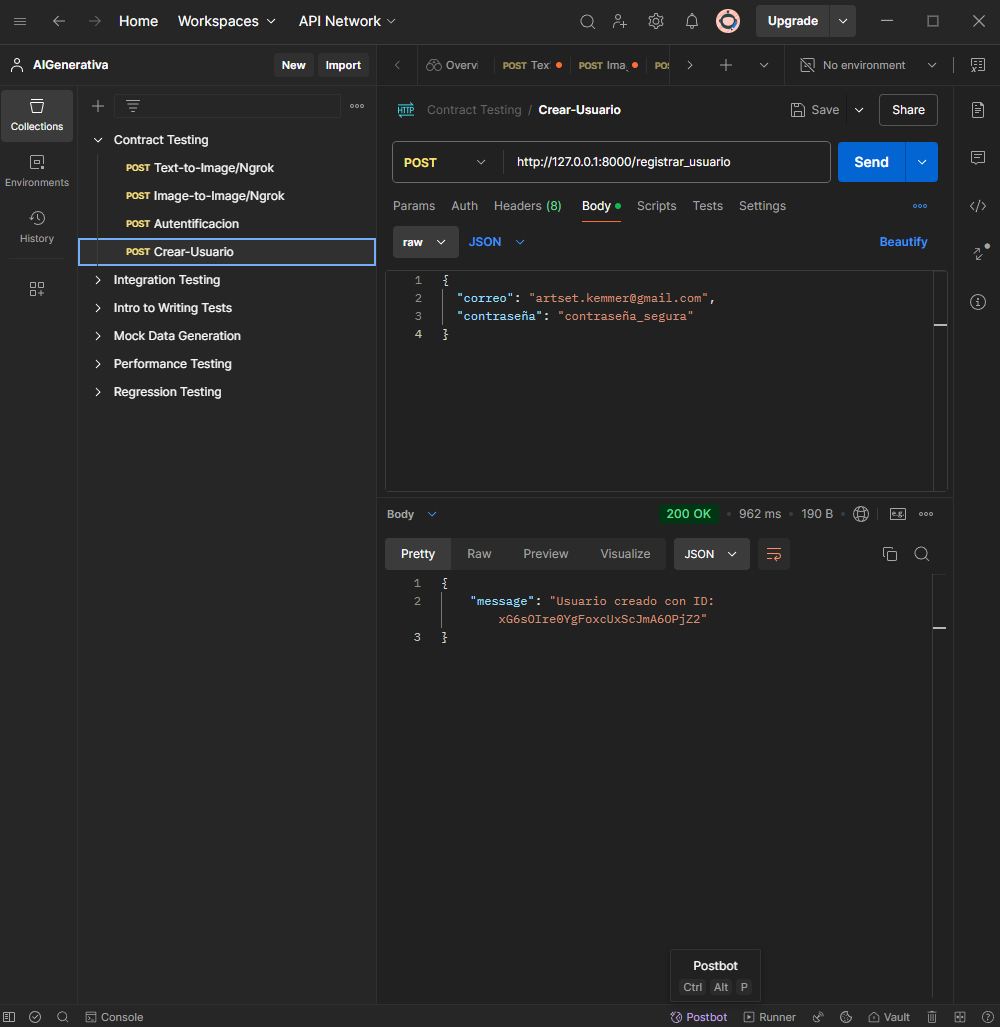 Home Workspaces API Network Upgrade
AIGenerativa New Import Overvi POST Tex POST Ima No environment
Collections
Environments
History
Contract Testing
POST Text-to-Image/Ngrok
POST Image-to-Image/Ngrok
POST Autentificacion
POST Crear-Usuario
Integration Testing
Intro to Writing Tests
Mock Data Generation
Performance Testing
Regression Testing
HTTP Contract Testing / Crear-Usuario Save Share
POST http://127.0.0.1:8000/registrar_usuario Send
Params Auth Headers (8) Body Scripts Tests Settings
raw JSON Beautify
1 {
2 "correo": "artset.kemmer@gmail.com",
3 "contraseña": "contraseña_segura"
4 }
Body 200 OK 962 ms 190 B e.g.
Pretty Raw Preview Visualize JSON
1 {
2 "message": "Usuario creado con ID:
xG6sOIre0YgFoxcUxScJmA6OPjZ2"
3 }
Postbot
Ctrl Alt P
Console Postbot Runner Vault